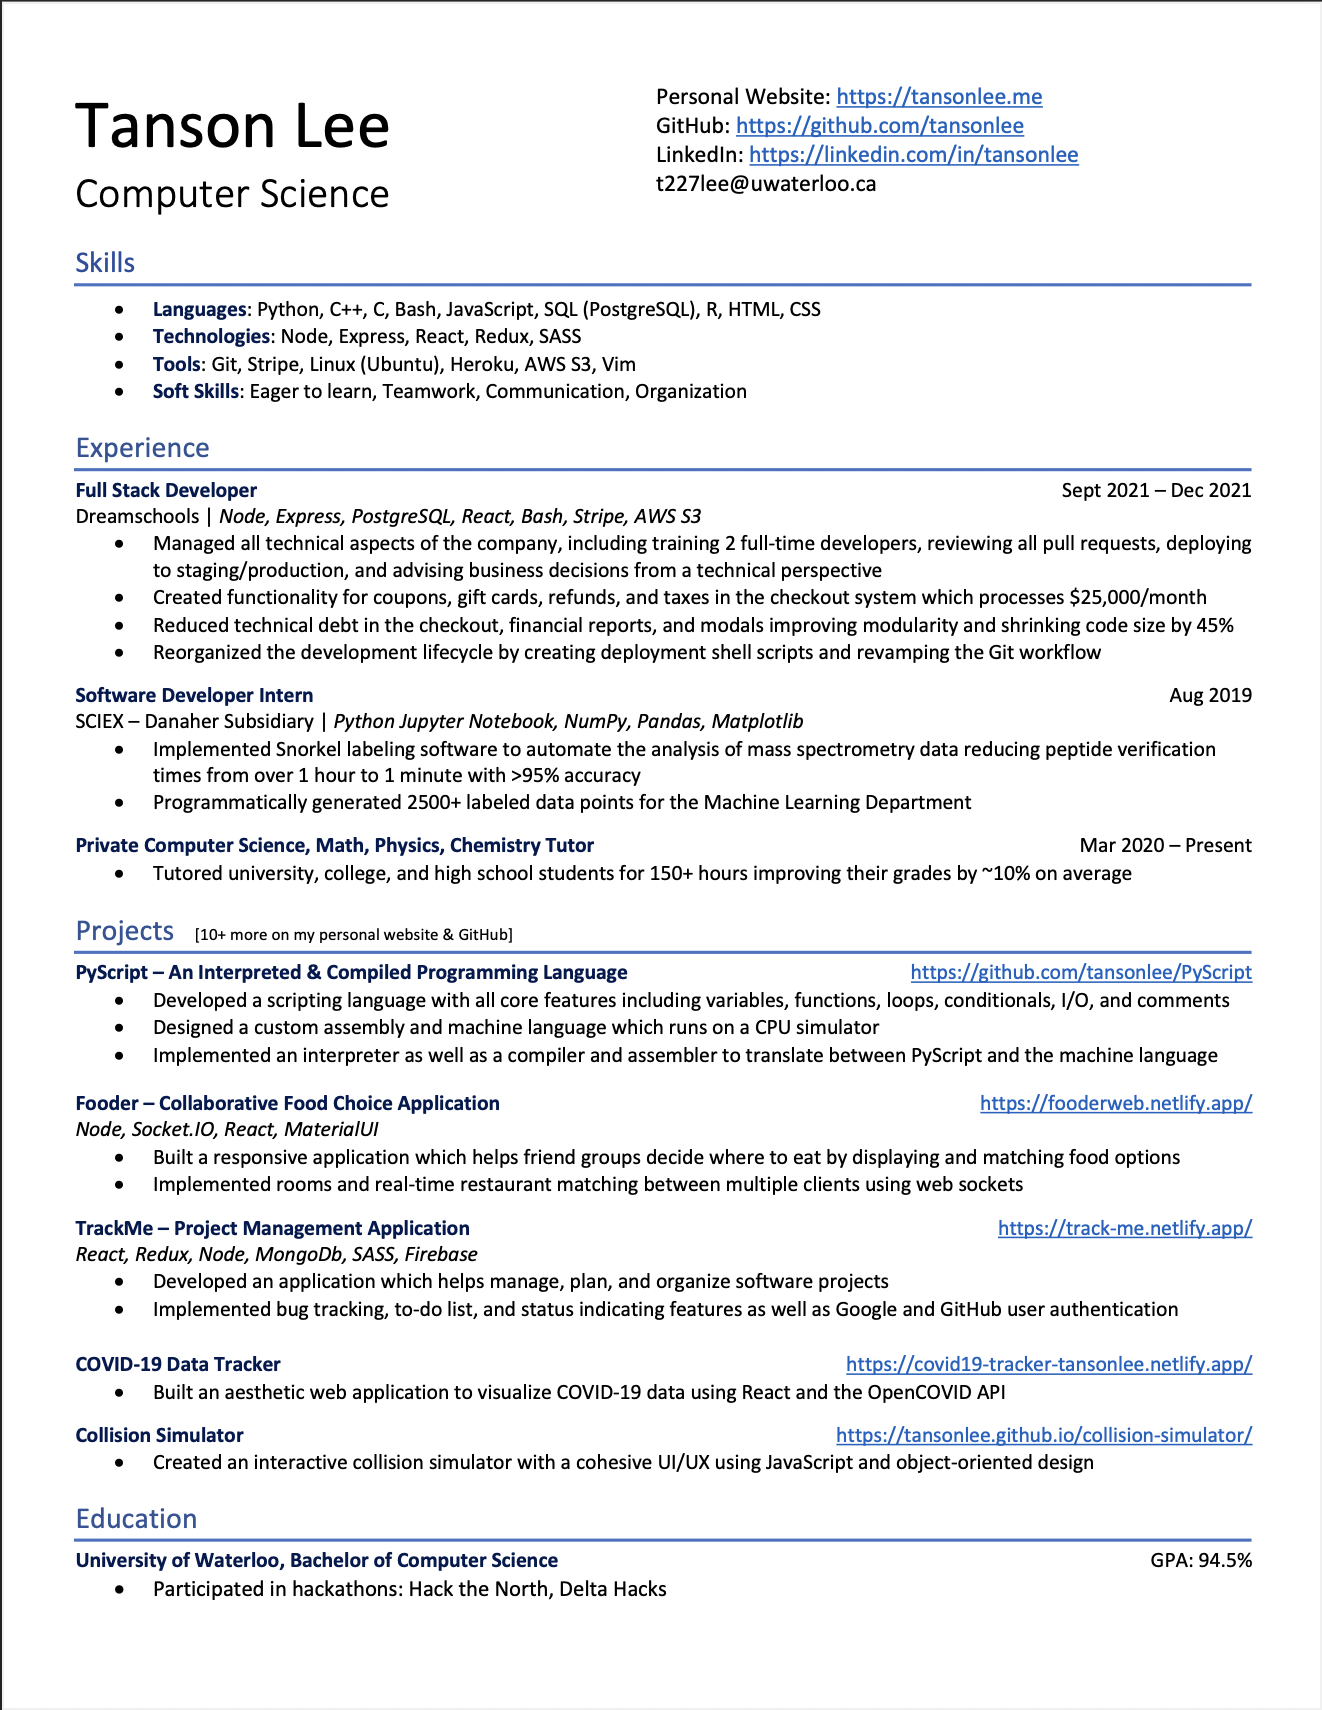 Tanson Lee
Computer Science
Personal Website: https://tansonlee.me
GitHub: https://github.com/tansonlee
LinkedIn: https://linkedin.com/in/tansonlee
t227lee@uwaterloo.ca
Skills
• Languages: Python, C++, C, Bash, JavaScript, SQL (PostgreSQL), R, HTML, CSS
• Technologies: Node, Express, React, Redux, SASS
• Tools: Git, Stripe, Linux (Ubuntu), Heroku, AWS S3, Vim
• Soft Skills: Eager to learn, Teamwork, Communication, Organization
Experience
Full Stack Developer Sept 2021 – Dec 2021
Dreamschools | Node, Express, PostgreSQL, React, Bash, Stripe, AWS S3
• Managed all technical aspects of the company, including training 2 full-time developers, reviewing all pull requests, deploying
to staging/production, and advising business decisions from a technical perspective
• Created functionality for coupons, gift cards, refunds, and taxes in the checkout system which processes $25,000/month
• Reduced technical debt in the checkout, financial reports, and modals improving modularity and shrinking code size by 45%
• Reorganized the development lifecycle by creating deployment shell scripts and revamping the Git workflow
Software Developer Intern Aug 2019
SCIEX – Danaher Subsidiary | Python Jupyter Notebook, NumPy, Pandas, Matplotlib
• Implemented Snorkel labeling software to automate the analysis of mass spectrometry data reducing peptide verification
times from over 1 hour to 1 minute with >95% accuracy
• Programmatically generated 2500+ labeled data points for the Machine Learning Department
Private Computer Science, Math, Physics, Chemistry Tutor Mar 2020 – Present
• Tutored university, college, and high school students for 150+ hours improving their grades by ~10% on average
Projects [10+ more on my personal website & GitHub]
PyScript – An Interpreted & Compiled Programming Language https://github.com/tansonlee/PyScript
• Developed a scripting language with all core features including variables, functions, loops, conditionals, I/O, and comments
• Designed a custom assembly and machine language which runs on a CPU simulator
• Implemented an interpreter as well as a compiler and assembler to translate between PyScript and the machine language
Fooder – Collaborative Food Choice Application https://fooderweb.netlify.app/
Node, Socket.IO, React, MaterialUI
• Built a responsive application which helps friend groups decide where to eat by displaying and matching food options
• Implemented rooms and real-time restaurant matching between multiple clients using web sockets
TrackMe – Project Management Application https://track-me.netlify.app/
React, Redux, Node, MongoDb, SASS, Firebase
• Developed an application which helps manage, plan, and organize software projects
• Implemented bug tracking, to-do list, and status indicating features as well as Google and GitHub user authentication
COVID-19 Data Tracker https://covid19-tracker-tansonlee.netlify.app/
• Built an aesthetic web application to visualize COVID-19 data using React and the OpenCOVID API
Collision Simulator https://tansonlee.github.io/collision-simulator/
• Created an interactive collision simulator with a cohesive UI/UX using JavaScript and object-oriented design
Education
University of Waterloo, Bachelor of Computer Science GPA: 94.5%
• Participated in hackathons: Hack the North, Delta Hacks